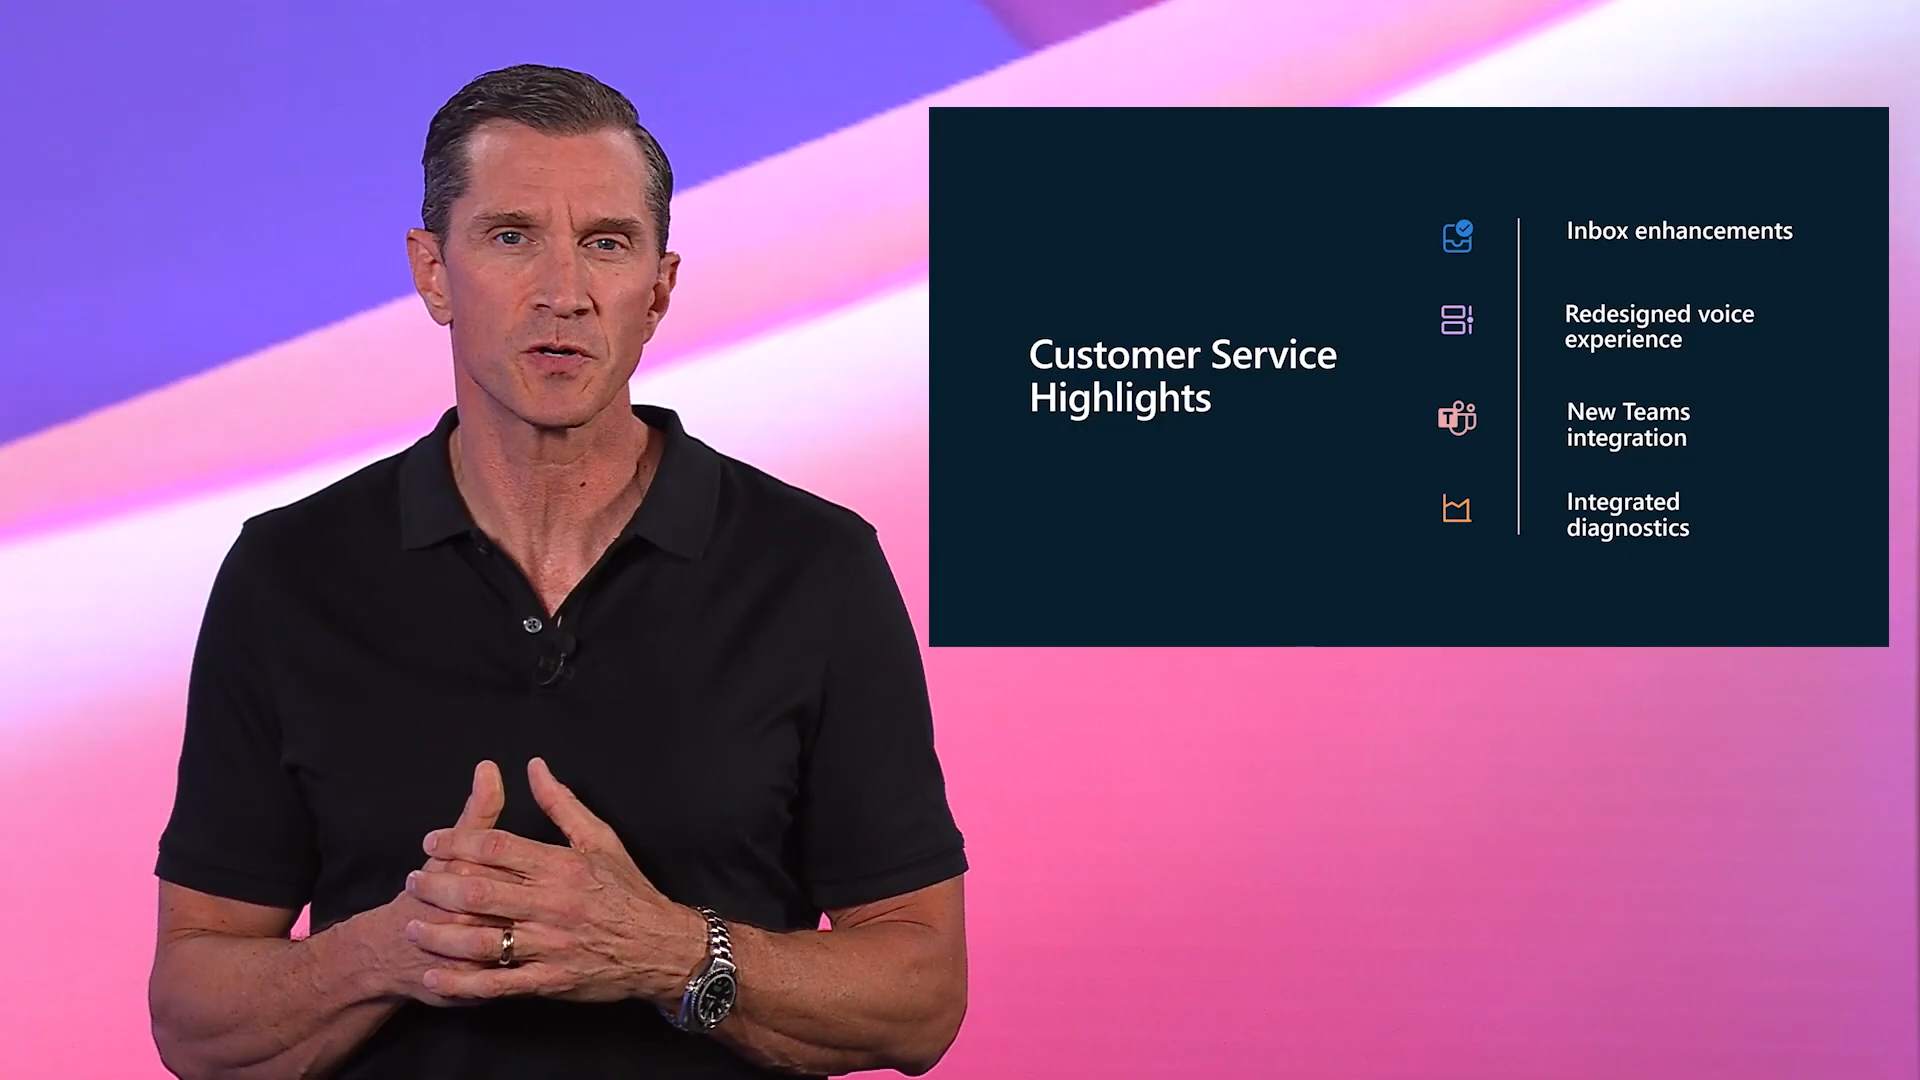 Customer Service
Highlights
Inbox enhancements
Redesigned voice
experience
New Teams
integration
Integrated
diagnostics